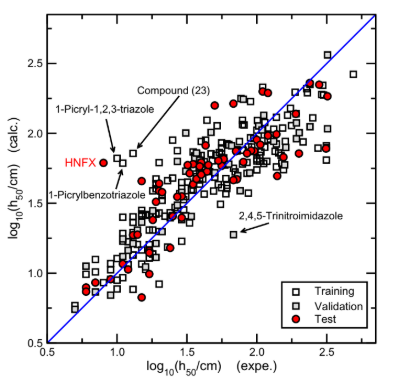 2.5
2.0
1.5
1.0
0.5
log10(h50/cm) (calc.)
Compound (23)
1-Picryl-1,2,3-triazole
HNFX
1-Picrylbenzotriazole
2,4,5-Trinitroimidazole
Training
Validation
Test
0.5 1.0 1.5 2.0 2.5
log10(h50/cm) (expe.)